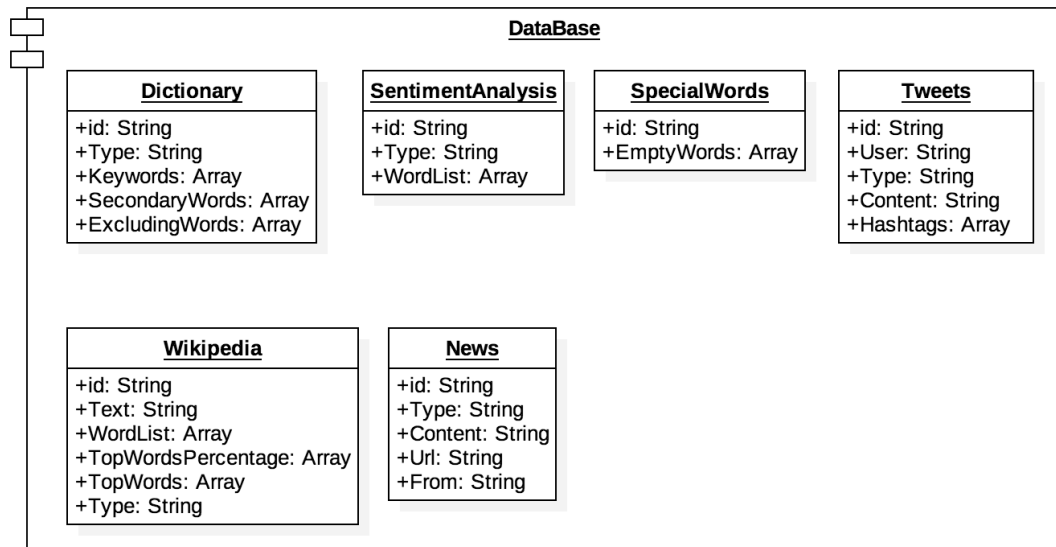 DataBase
Dictionary
+id: String
+Type: String
+Keywords: Array
+SecondaryWords: Array
+ExcludingWords: Array
SentimentAnalysis
+id: String
+Type: String
+WordList: Array
SpecialWords
+id: String
+EmptyWords: Array
Tweets
+id: String
+User: String
+Type: String
+Content: String
+Hashtags: Array
Wikipedia
+id: String
+Text: String
+WordList: Array
+TopWordsPercentage: Array
+TopWords: Array
+Type: String
News
+id: String
+Type: String
+Content: String
+Url: String
+From: String